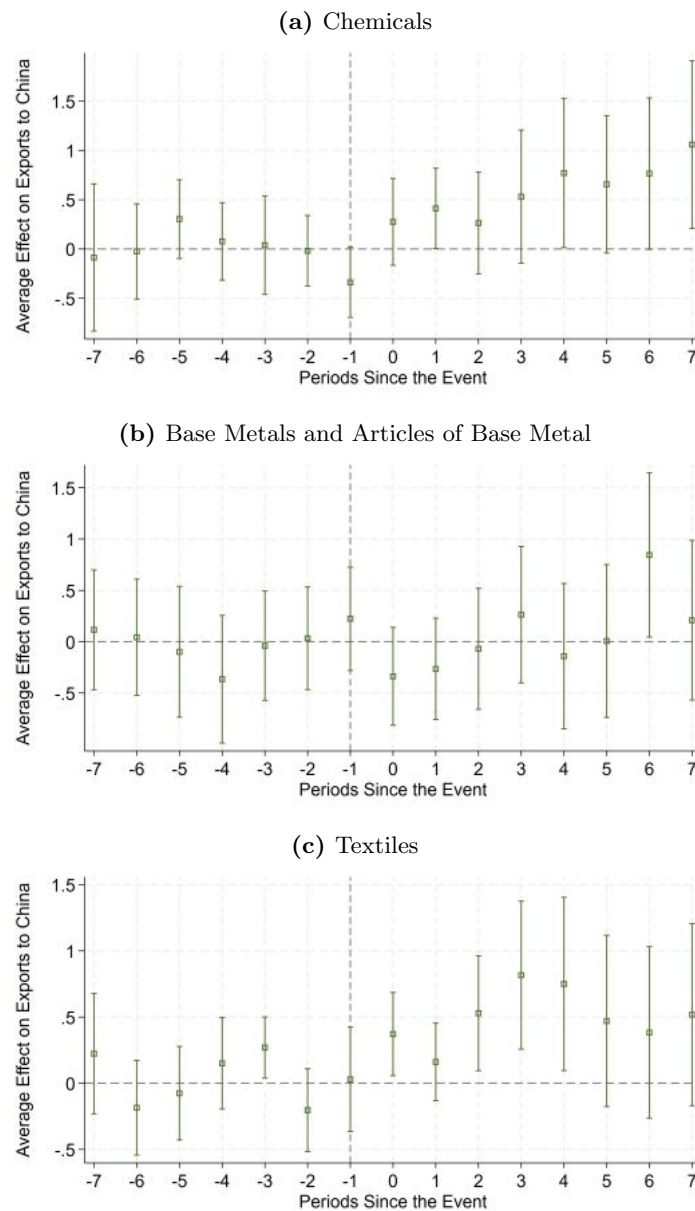 (a) Chemicals
Average Effect on Exports to China
1.5
1
.5
0
-.5
-7 -6 -5 -4 -3 -2 -1 0 1 2 3 4 5 6 7
Periods Since the Event
(b) Base Metals and Articles of Base Metal
Average Effect on Exports to China
1.5
1
.5
0
-.5
-7 -6 -5 -4 -3 -2 -1 0 1 2 3 4 5 6 7
Periods Since the Event
(c) Textiles
Average Effect on Exports to China
1.5
1
.5
0
-.5
-7 -6 -5 -4 -3 -2 -1 0 1 2 3 4 5 6 7
Periods Since the Event